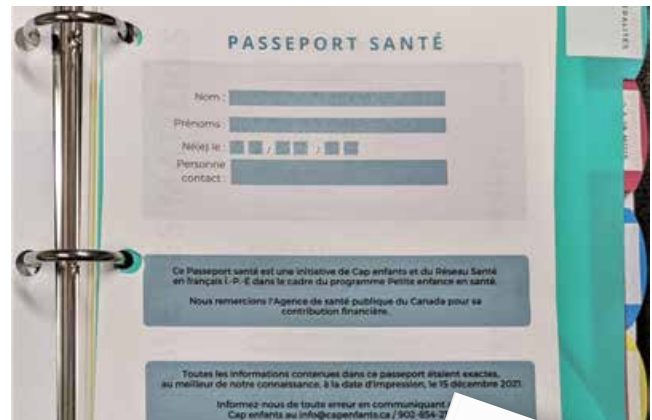 PASSEPORT SANTÉ
Nom :
Prénoms :
Né(e) le : / /
Personne
contact :
Ce Passeport santé est une initiative de Cap enfants et du Réseau Santé
en français Î.-P.-É dans le cadre du programme Petite enfance en santé.
Nous remercions l'Agence de santé publique du Canada pour sa
contribution financière.
Toutes les informations contenues dans ce passeport étaient exactes,
au meilleur de notre connaissance, à la date d'impression, le 15 décembre 2021.
Informez-nous de toute erreur en communiquant
Cap enfants au info@capenfants.ca / 902-854-2